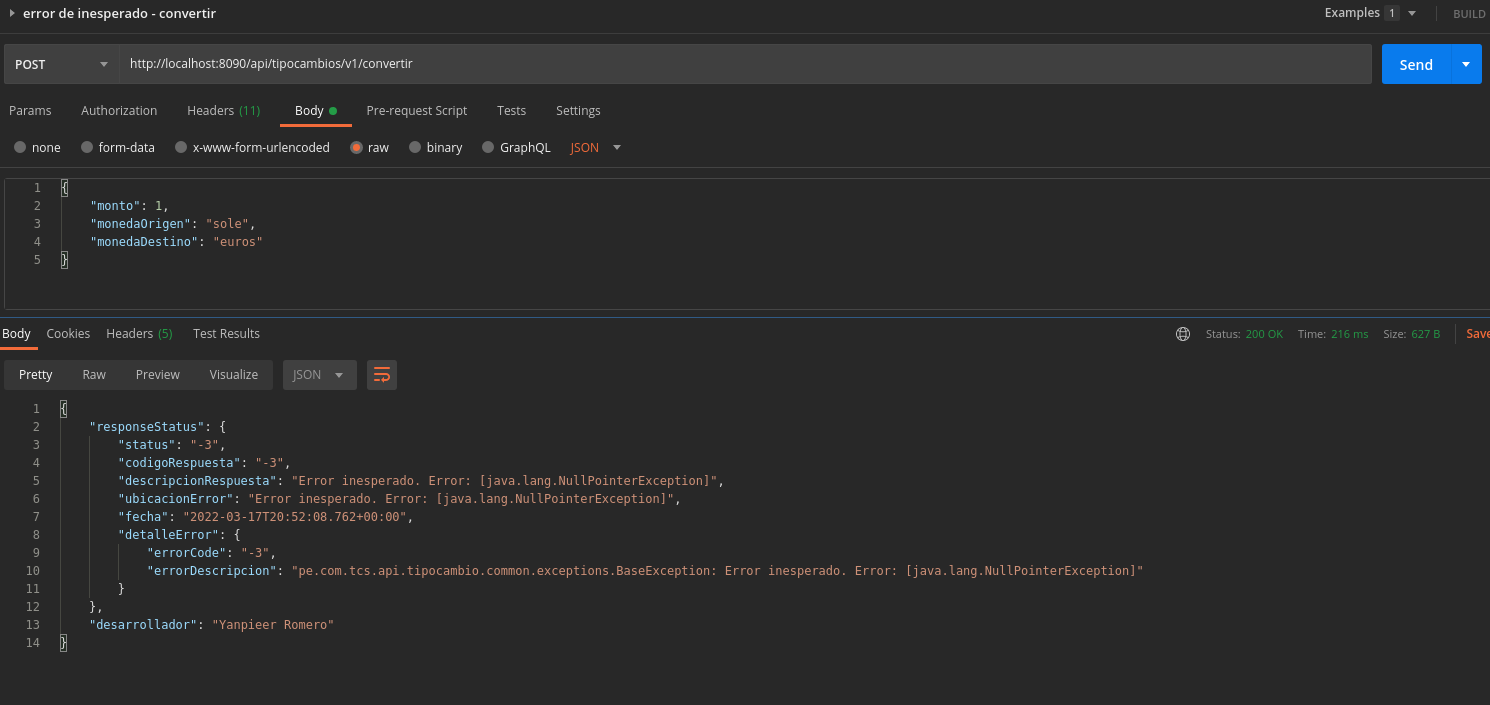 error de inesperado - convertir Examples 1 BUILD
POST http://localhost:8090/api/tipocambios/v1/convertir Send
Params Authorization Headers (11) Body Pre-request Script Tests Settings
none form-data x-www-form-urlencoded raw binary GraphQL JSON
1 {
2 "monto": 1,
3 "monedaOrigen": "sole",
4 "monedaDestino": "euros"
5 }
Body Cookies Headers (5) Test Results Status: 200 OK Time: 216 ms Size: 627 B Save
Pretty Raw Preview Visualize JSON
1 {
2 "responseStatus": {
3 "status": "-3",
4 "codigoRespuesta": "-3",
5 "descripcionRespuesta": "Error inesperado. Error: [java.lang.NullPointerException]",
6 "ubicacionError": "Error inesperado. Error: [java.lang.NullPointerException]",
7 "fecha": "2022-03-17T20:52:08.762+00:00",
8 "detalleError": {
9 "errorCode": "-3",
10 "errorDescripcion": "pe.com.tcs.api.tipocambio.common.exceptions.BaseException: Error inesperado. Error: [java.lang.NullPointerException]"
11 }
12 },
13 "desarrollador": "Yanpieer Romero"
14 }